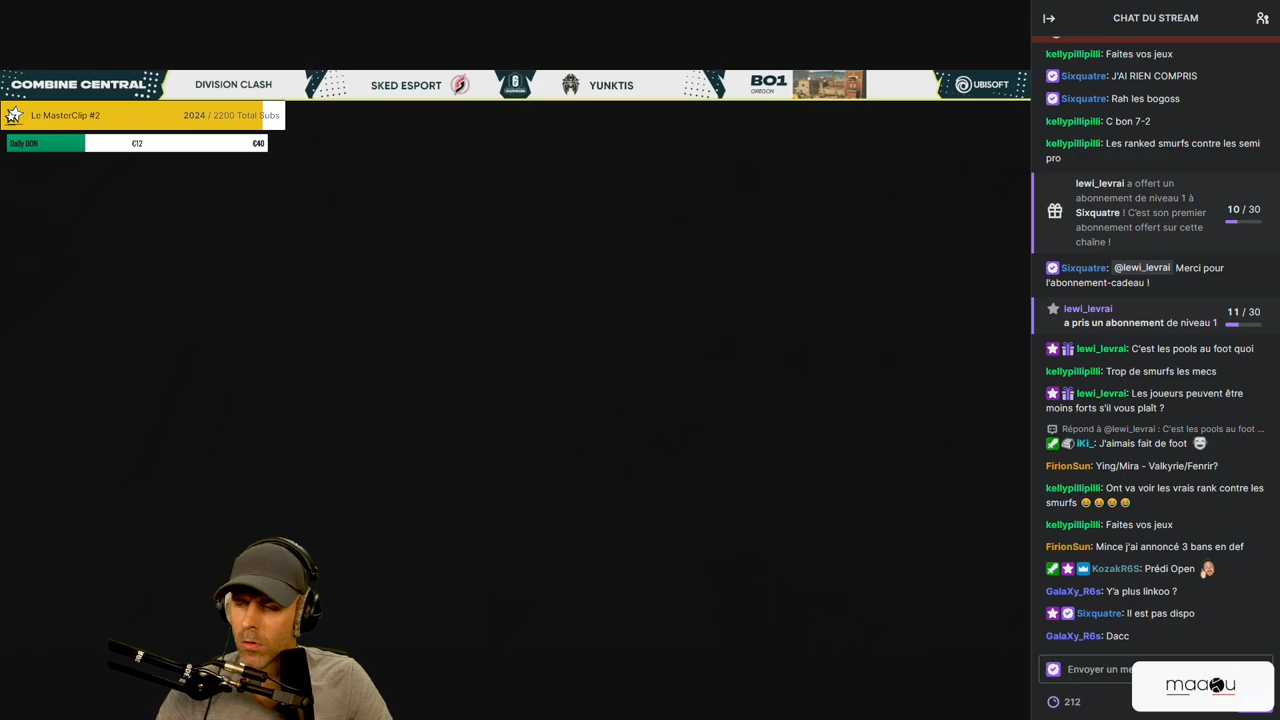 CHAT DU STREAM
COMBINE CENTRAL
DIVISION CLASH
SKED ESPORT
YUNKTIS
BO1
OREGON
UBISOFT
Le MasterClip #2
2024 / 2200 Total Subs
Daily DON
€12
€40
kellypillipilli: Faites vos jeux
Sixquatre: J'AI RIEN COMPRIS
Sixquatre: Rah les bogoss
kellypillipilli: C bon 7-2
kellypillipilli: Les ranked smurfs contre les semi
pro
lewi_levrai a offert un
abonnement de niveau 1 à
Sixquatre ! C'est son premier
abonnement offert sur cette
chaîne !
10 / 30
Sixquatre: @lewi_levrai Merci pour
l'abonnement-cadeau !
lewi_levrai
a pris un abonnement de niveau 1
11 / 30
lewi_levrai: C'est les pools au foot quoi
kellypillipilli: Trop de smurfs les mecs
lewi_levrai: Les joueurs peuvent être
moins forts s'il vous plaît ?
Répond à @lewi_levrai : C'est les pools au foot ...
iKi_: J'aimais fait de foot
FirionSun: Ying/Mira - Valkyrie/Fenrir?
kellypillipilli: Ont va voir les vrais rank contre les
smurfs
kellypillipilli: Faites vos jeux
FirionSun: Mince j'ai annoncé 3 bans en def
KozakR6S: Prédi Open
GalaXy_R6s: Y'a plus linkoo ?
Sixquatre: Il est pas dispo
GalaXy_R6s: Dacc
Envoyer un me
maaou
212